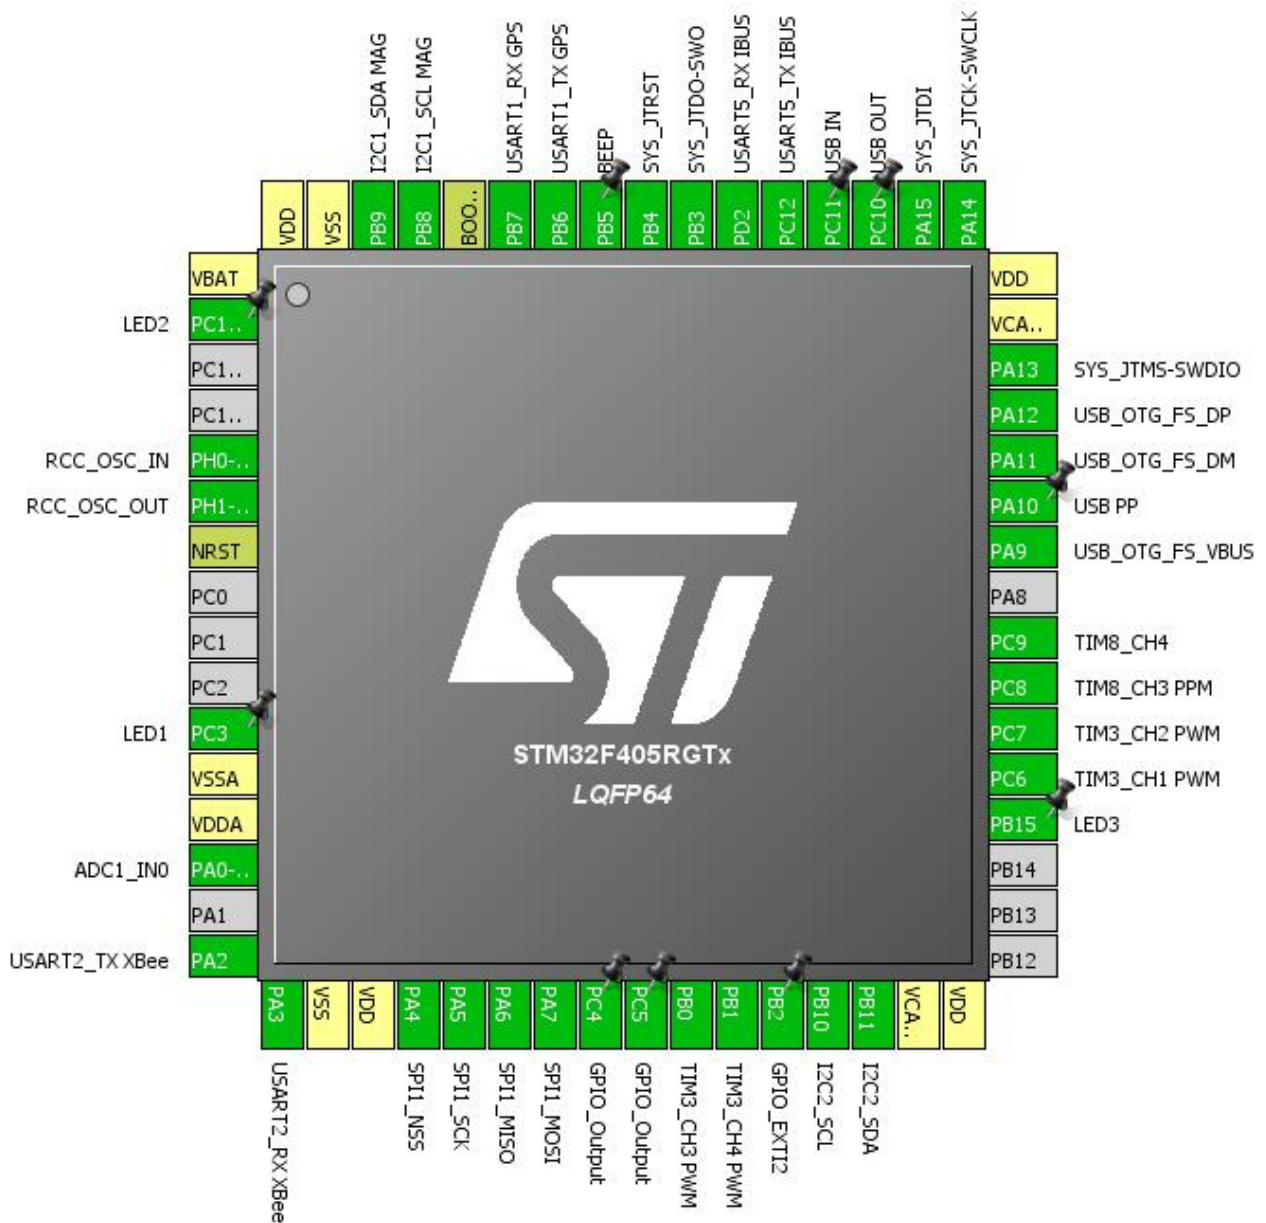 I2C1_SDA MAG
I2C1_SCL MAG
USART1_RX GPS
USART1_TX GPS
BEEP
SYS_JTRST
SYS_JTDO-SWO
USART5_RX IBUS
USART5_TX IBUS
USB IN
USB OUT
SYS_JTDI
SYS_JTCK-SWCLK
VDD
VSS
PB9
PB8
BOO..
PB7
PB6
PB5
PB4
PB3
PD2
PC12
PC11
PC10
PA15
PA14
VBAT
LED2 PC1..
PC1..
PC1..
RCC_OSC_IN PH0-..
RCC_OSC_OUT PH1-..
NRST
PC0
PC1
PC2
LED1 PC3
VSSA
VDDA
ADC1_IN0 PA0-..
PA1
USART2_TX XBee PA2
ST
STM32F405RGTx
LQFP64
VDD
VCA..
PA13 SYS_JTMS-SWDIO
PA12 USB_OTG_FS_DP
PA11 USB_OTG_FS_DM
PA10 USB PP
PA9 USB_OTG_FS_VBUS
PA8
PC9 TIM8_CH4
PC8 TIM8_CH3 PPM
PC7 TIM3_CH2 PWM
PC6 TIM3_CH1 PWM
PB15 LED3
PB14
PB13
PB12
PA3
VSS
VDD
PA4
PA5
PA6
PA7
PC4
PC5
PB0
PB1
PB2
PB10
PB11
VCA..
VDD
USART2_RX XBee
SPI1_NSS
SPI1_SCK
SPI1_MISO
SPI1_MOSI
GPIO_Output
GPIO_Output
TIM3_CH3 PWM
TIM3_CH4 PWM
GPIO_EXTI2
I2C2_SCL
I2C2_SDA